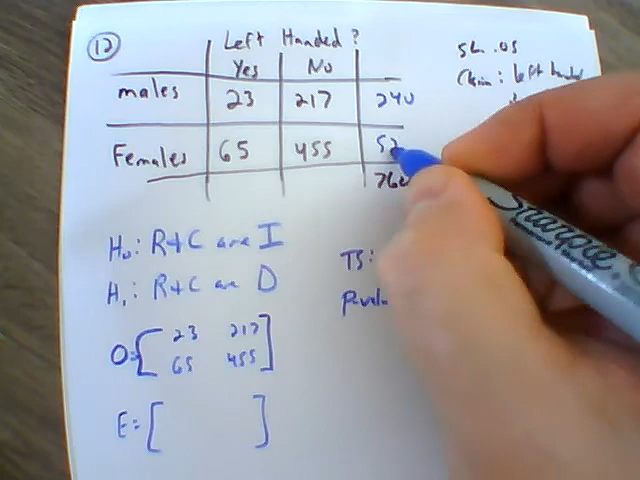 12
Left Handed ?
Yes No
males 23 217 240
Females 65 455 52
760
SL .05
Claim: left handed
H₀: R+C are I
H₁: R+C are D
TS:
O=[23 217
65 455]
E=[ ]
Sharpie